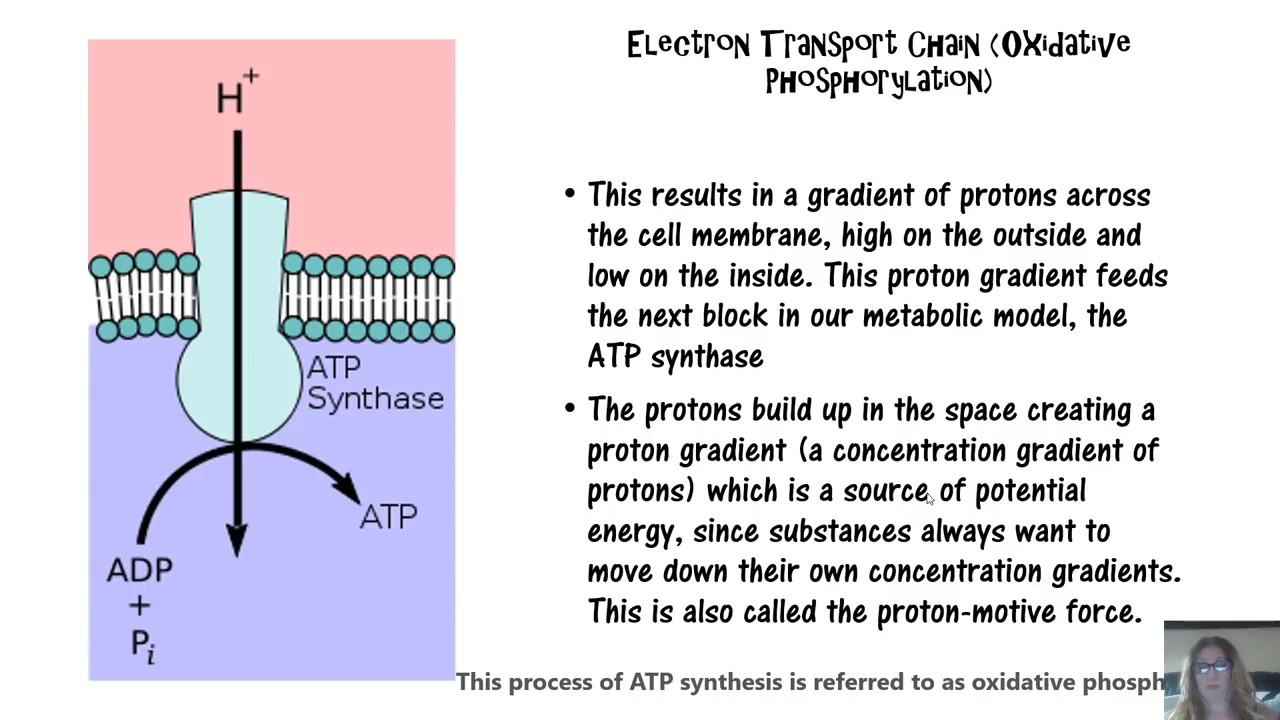 Electron Transport Chain (Oxidative
Phosphorylation)
H+
ATP
Synthase
ATP
ADP
+
Pi
• This results in a gradient of protons across
the cell membrane, high on the outside and
low on the inside. This proton gradient feeds
the next block in our metabolic model, the
ATP synthase
• The protons build up in the space creating a
proton gradient (a concentration gradient of
protons) which is a source of potential
energy, since substances always want to
move down their own concentration gradients.
This is also called the proton-motive force.
This process of ATP synthesis is referred to as oxidative phosph